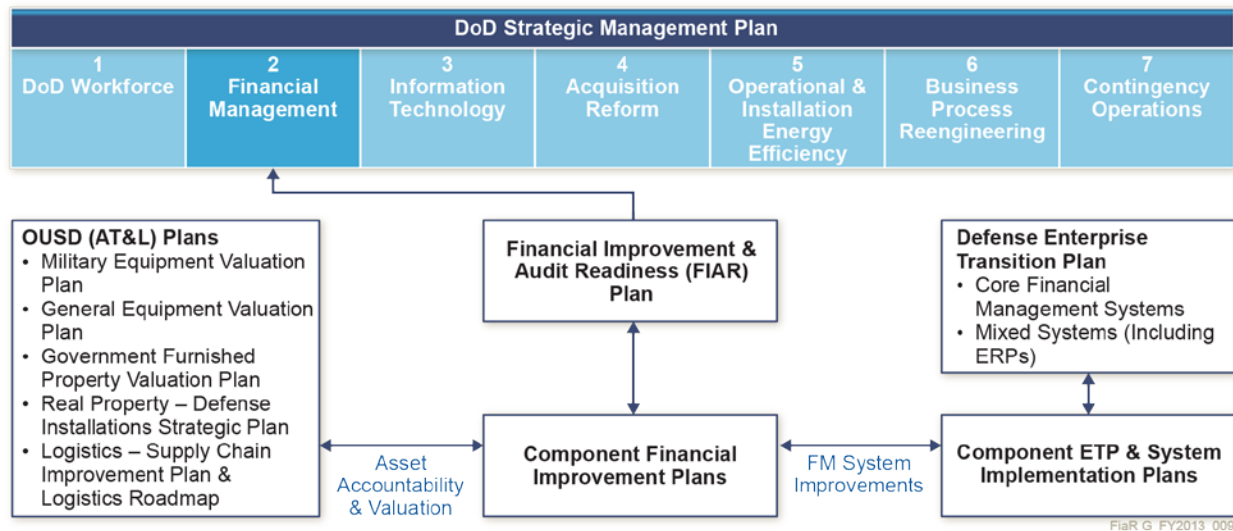 DoD Strategic Management Plan
1
DoD Workforce
2
Financial
Management
3
Information
Technology
4
Acquisition
Reform
5
Operational &
Installation
Energy
Efficiency
6
Business
Process
Reengineering
7
Contingency
Operations
OUSD (AT&L) Plans
• Military Equipment Valuation
Plan
• General Equipment Valuation
Plan
• Government Furnished
Property Valuation Plan
• Real Property – Defense
Installations Strategic Plan
• Logistics – Supply Chain
Improvement Plan &
Logistics Roadmap
Financial Improvement &
Audit Readiness (FIAR)
Plan
Defense Enterprise
Transition Plan
• Core Financial
Management Systems
• Mixed Systems (Including
ERPs)
Asset
Accountability
& Valuation
Component Financial
Improvement Plans
FM System
Improvements
Component ETP & System
Implementation Plans
FiaR G_FY2013_009